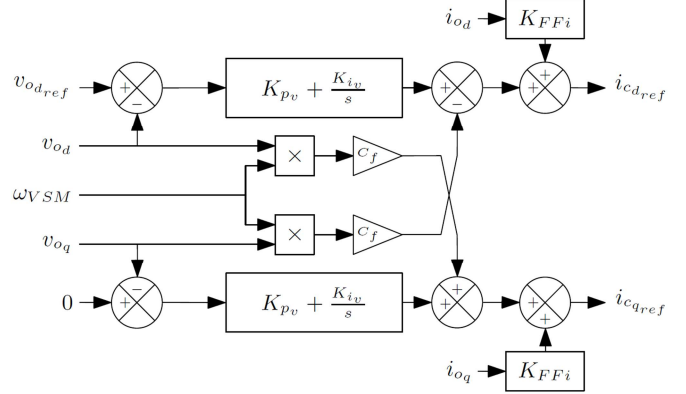 i_{o_d} K_{FFi}
v_{o_{d_{ref}}} + − K_{p_v} + \frac{K_{i_v}}{s} + − + + i_{c_{d_{ref}}}
v_{o_d} × C_f
ω_{VSM}
v_{o_q} × C_f
0 + − K_{p_v} + \frac{K_{i_v}}{s} + + + + i_{c_{q_{ref}}}
i_{o_q} K_{FFi}